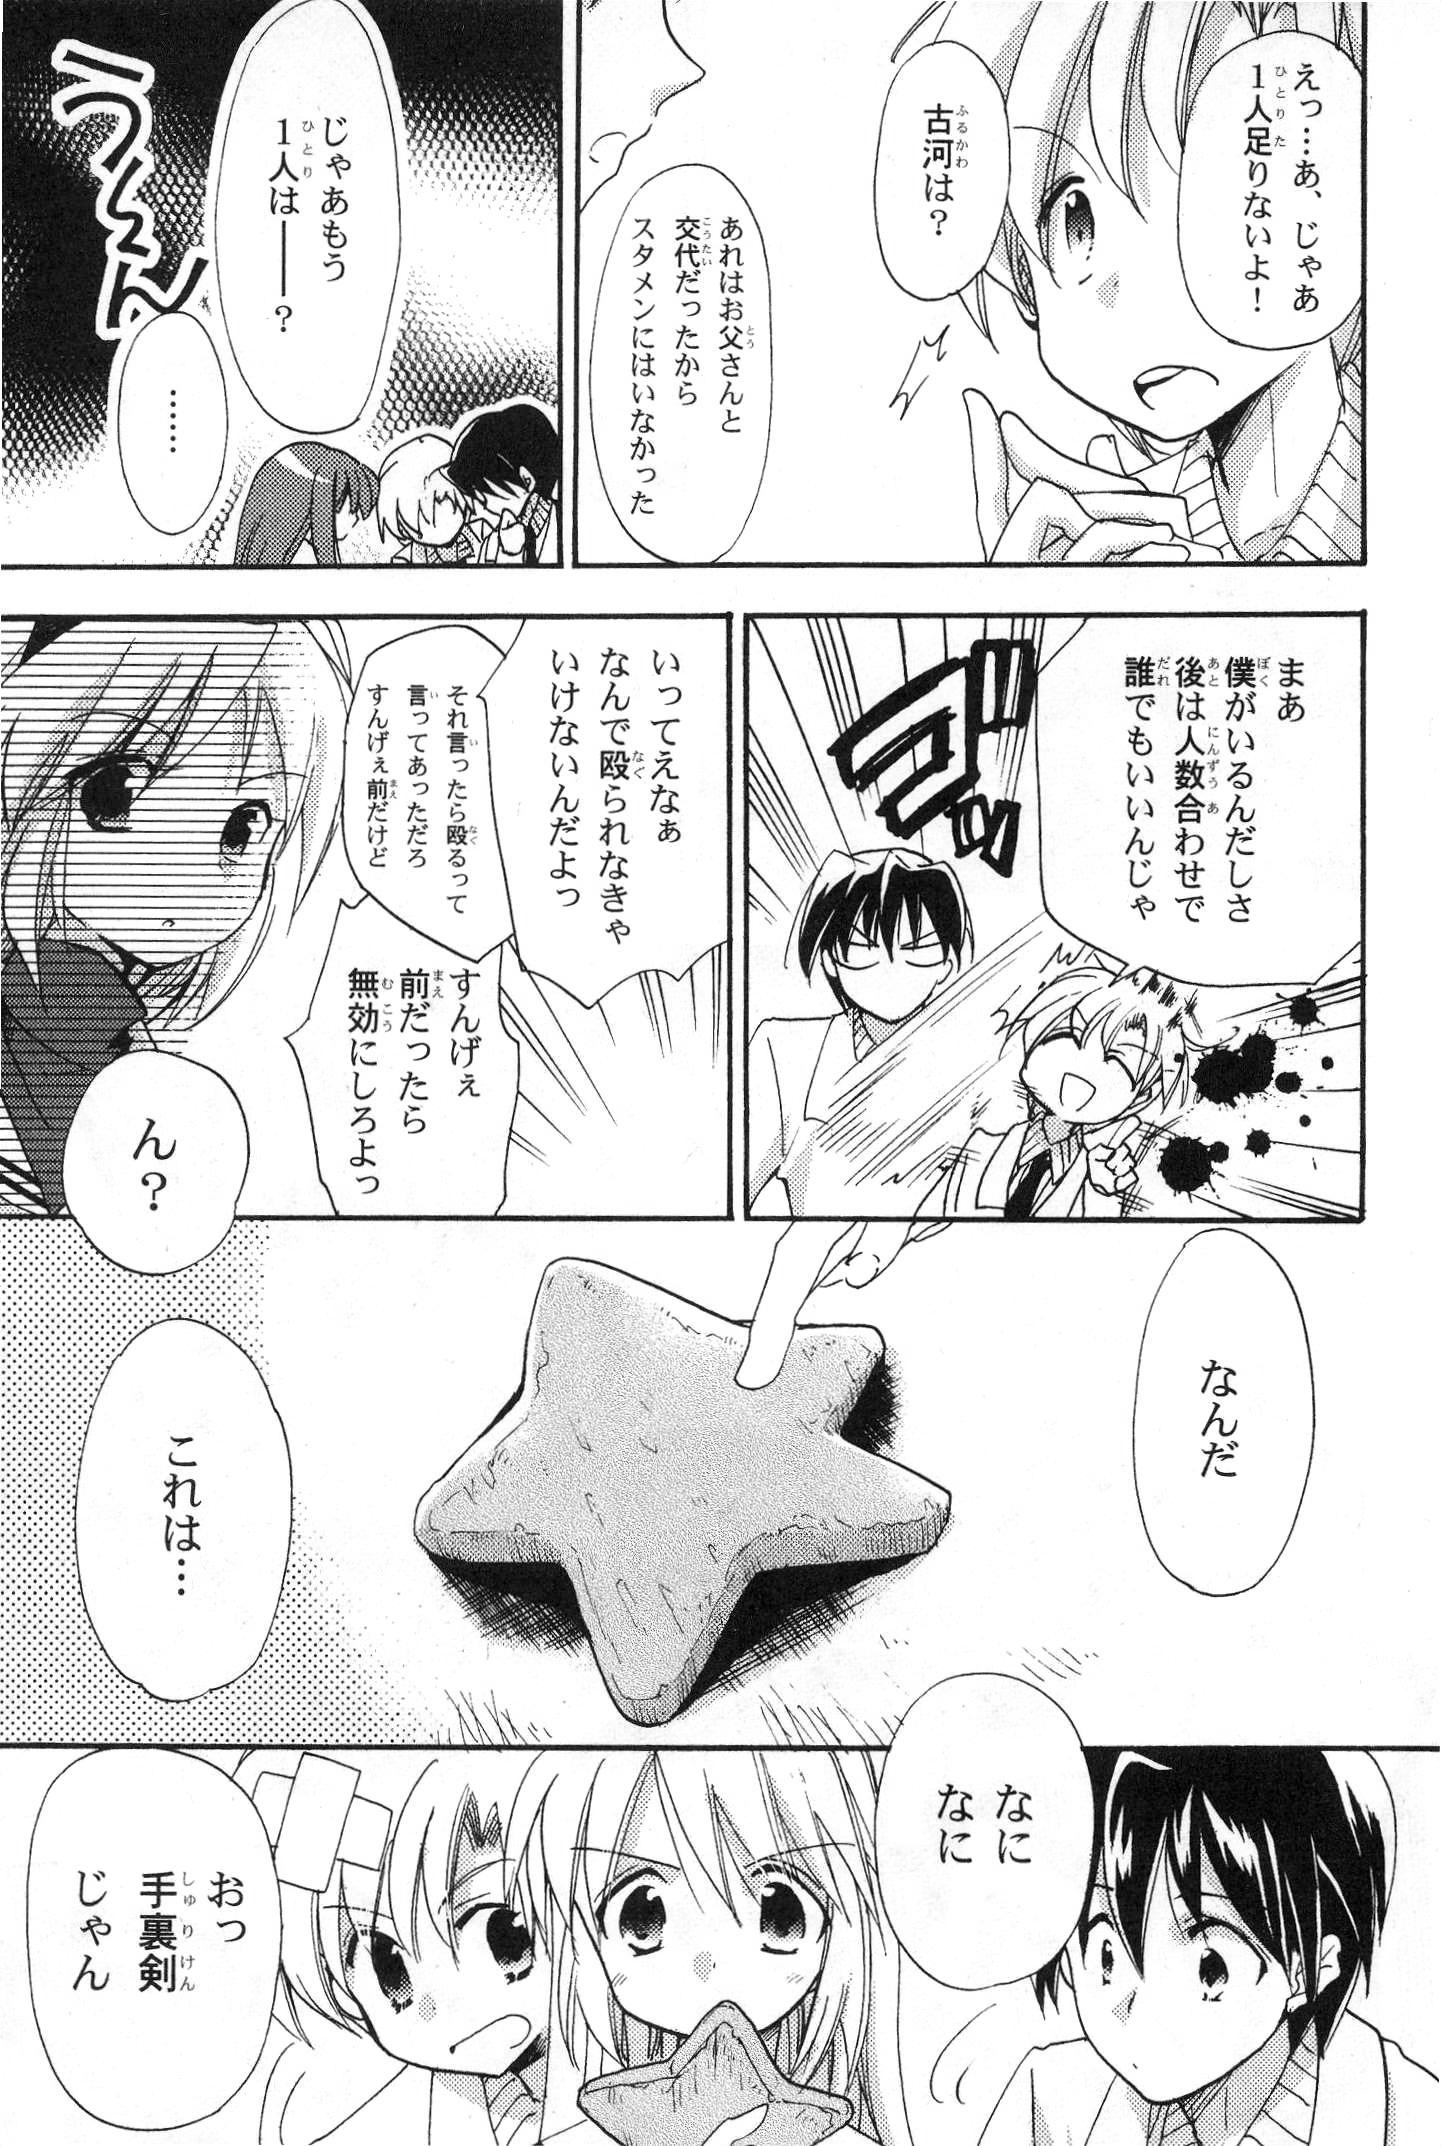 えっ…あ、じゃあ
１人足りないよ！
古河は？
あれはお父さんと
交代だったから
スタメンにはいなかった
じゃあもう
１人は――？
う〜〜ん
……
まあ
僕がいるんだしさ
後は人数合わせで
誰でもいいんじゃ
ゴッ
いってえなぁ
なんで殴られなきゃ
いけないんだよっ
それ言ったら殴るって
言ってあっただろ
すんげぇ前だけど
すんげぇ
前だったら
無効にしろよっ
ん？
なんだ
これは…
なに
なに
おっ
手裏剣
じゃん